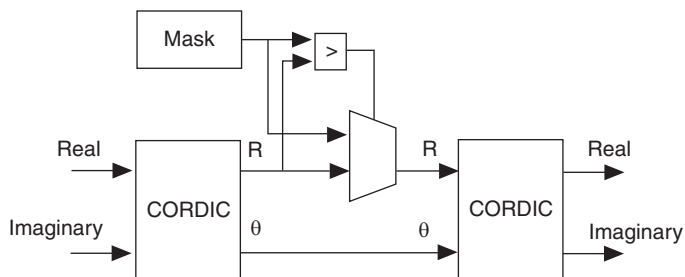 Mask
>
Real
R
R
Real
CORDIC
CORDIC
Imaginary
θ
θ
Imaginary